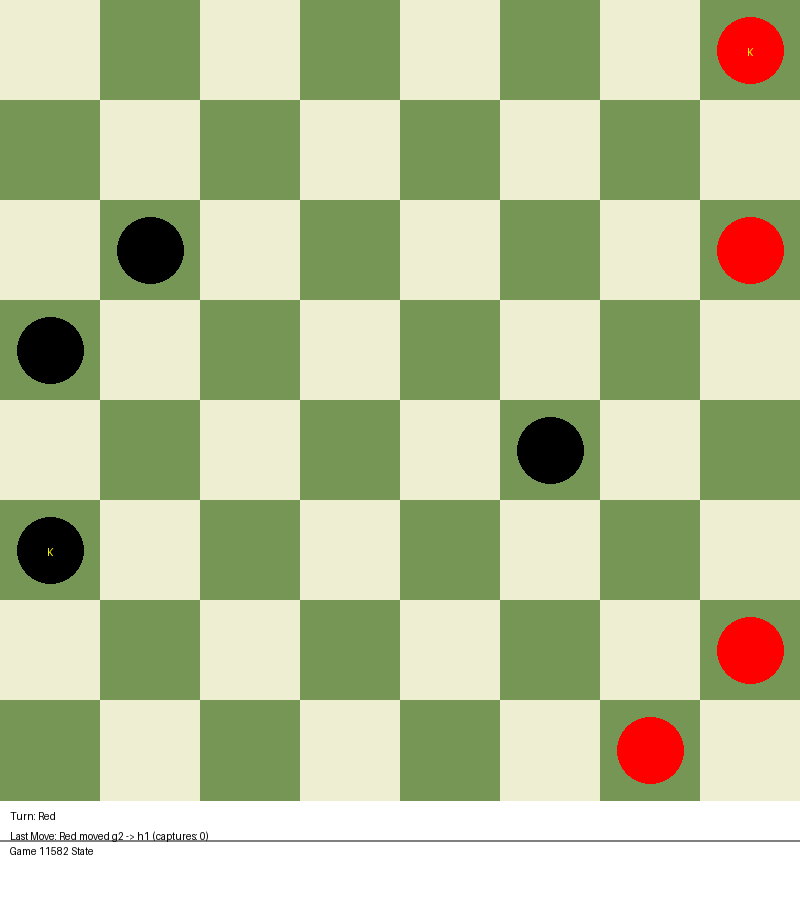 K
K
Turn: Red
Last Move: Red moved g2 -> h1 (captures: 0)
Game 11582 State